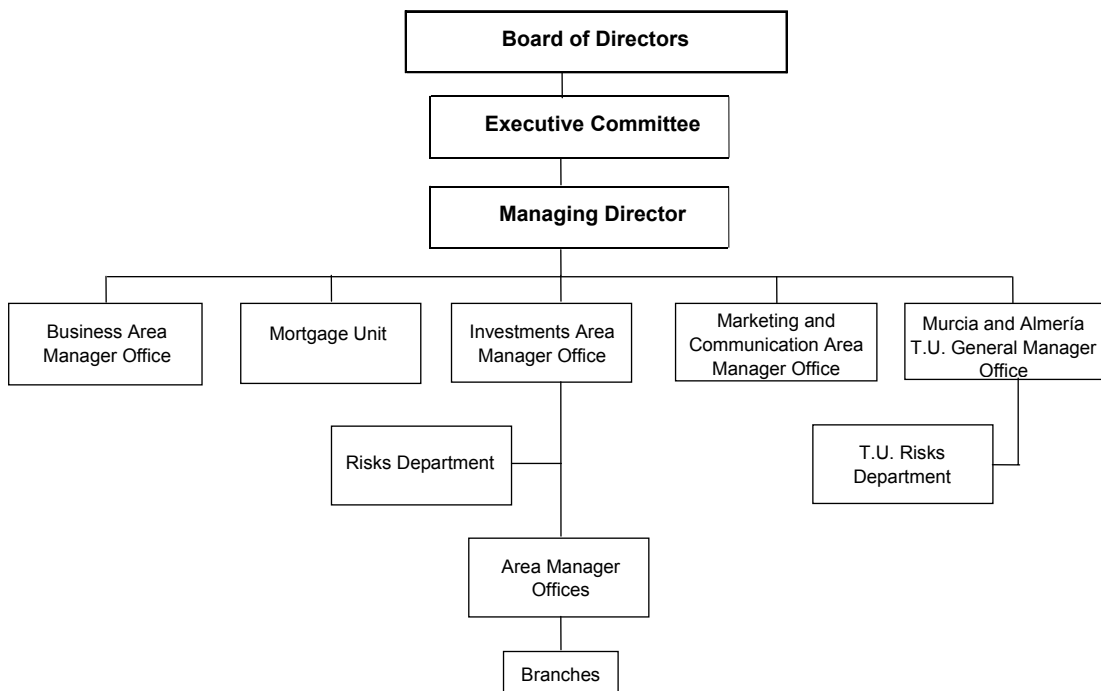 Board of Directors
Executive Committee
Managing Director
Business Area
Manager Office
Mortgage Unit
Investments Area
Manager Office
Marketing and
Communication Area
Manager Office
Murcia and Almería
T.U. General Manager
Office
Risks Department
T.U. Risks
Department
Area Manager
Offices
Branches